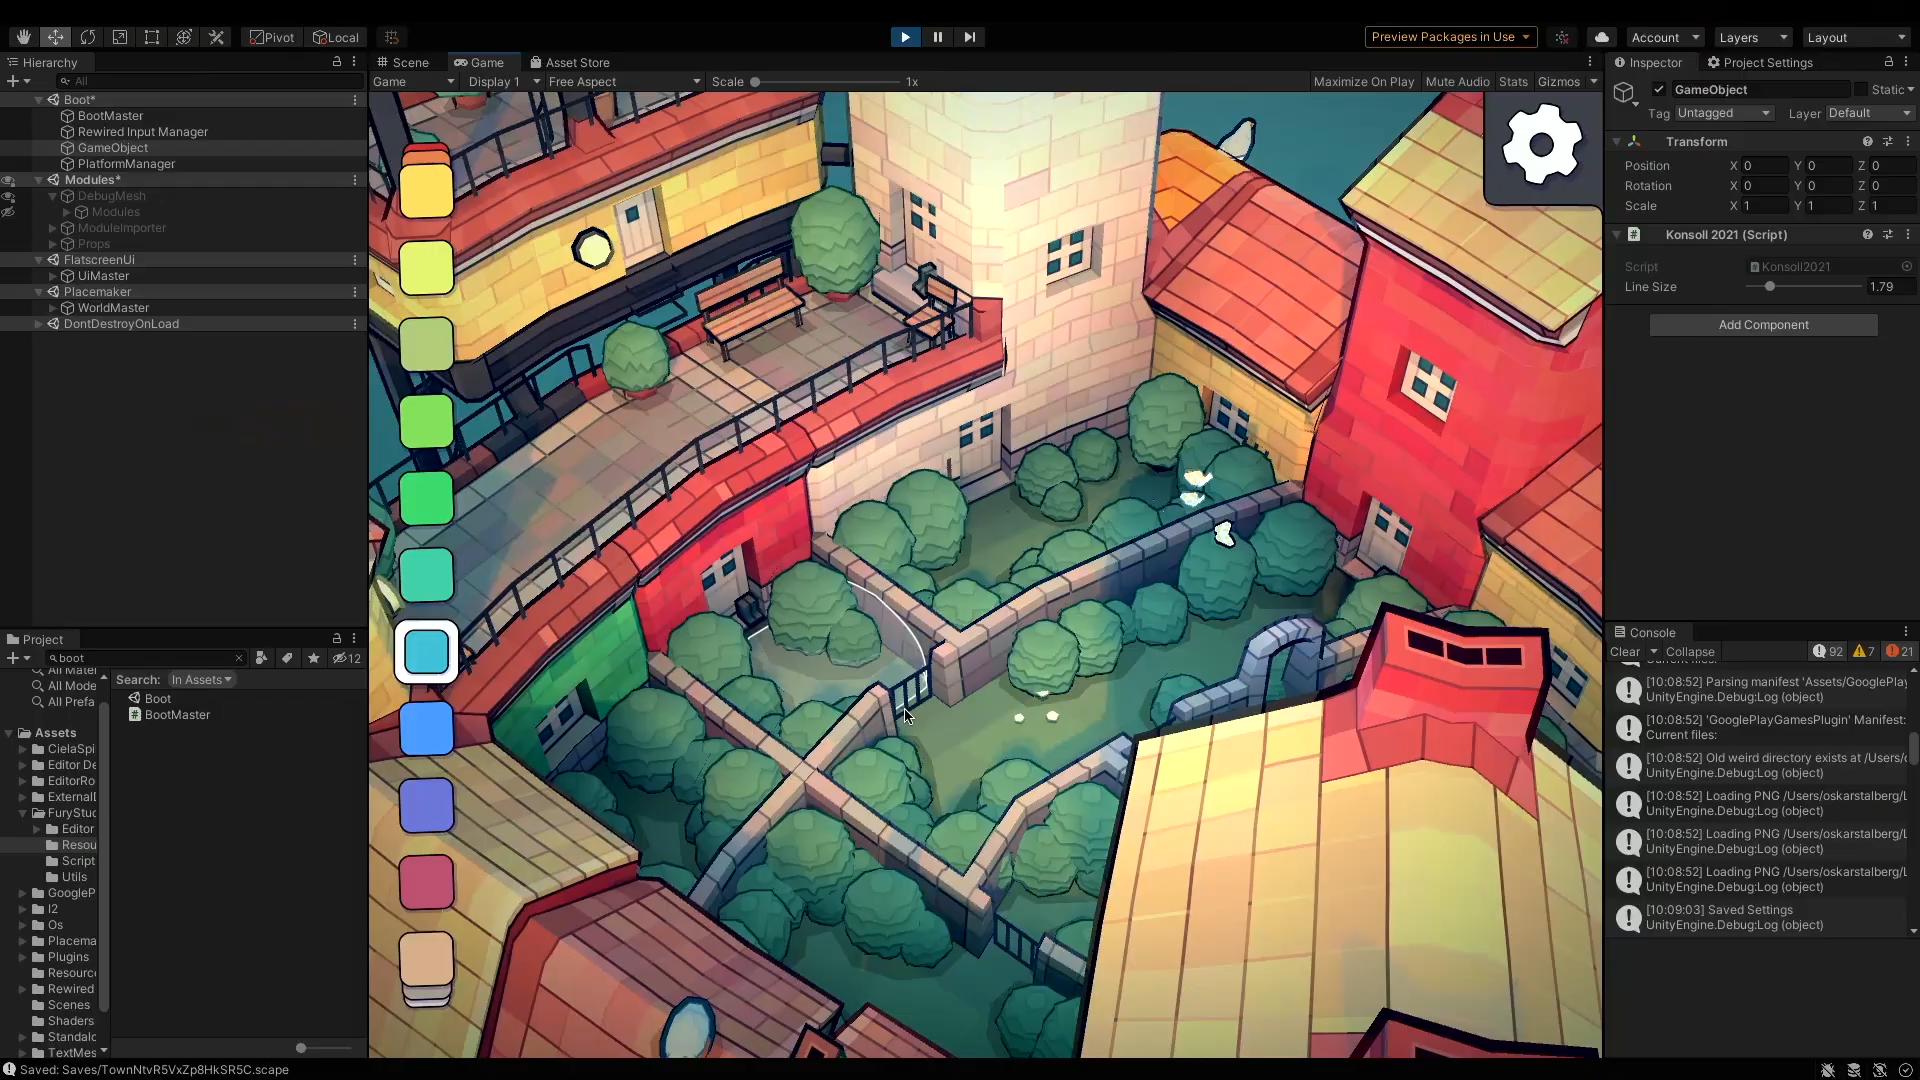 Pivot
Local
Preview Packages in Use
Account
Layers
Layout
Hierarchy
Scene
Game
Asset Store
Inspector
Project Settings
All
Game
Display 1
Free Aspect
Scale
1x
Maximize On Play
Mute Audio
Stats
Gizmos
Boot*
BootMaster
Rewired Input Manager
GameObject
PlatformManager
Modules*
DebugMesh
Modules
ModuleImporter
Props
FlatscreenUi
UiMaster
Placemaker
WorldMaster
DontDestroyOnLoad
GameObject
Static
Tag
Untagged
Layer
Default
Transform
Position X 0 Y 0 Z 0
Rotation X 0 Y 0 Z 0
Scale X 1 Y 1 Z 1
Konsoll 2021 (Script)
Script
Konsoll2021
Line Size
1.79
Add Component
Project
boot
12
All Mate
All Mode
All Prefa
Assets
CielaSpi
Editor De
EditorRo
ExternalD
FuryStud
Editor
Resou
Script
Utils
GoogleP
I2
Os
Placema
Plugins
Resourc
Rewired
Scenes
Shaders
Standalo
TextMes
Search:
In Assets
Boot
BootMaster
Console
Clear
Collapse
92
7
21
Current files:
[10:08:52] Parsing manifest 'Assets/GooglePlay
UnityEngine.Debug:Log (object)
[10:08:52] 'GooglePlayGamesPlugin' Manifest:
Current files:
[10:08:52] Old weird directory exists at /Users/o
UnityEngine.Debug:Log (object)
[10:08:52] Loading PNG /Users/oskarstalberg/L
UnityEngine.Debug:Log (object)
[10:08:52] Loading PNG /Users/oskarstalberg/L
UnityEngine.Debug:Log (object)
[10:08:52] Loading PNG /Users/oskarstalberg/L
UnityEngine.Debug:Log (object)
[10:09:03] Saved Settings
UnityEngine.Debug:Log (object)
Saved: Saves/TownNtvR5VxZp8HkSR5C.scape